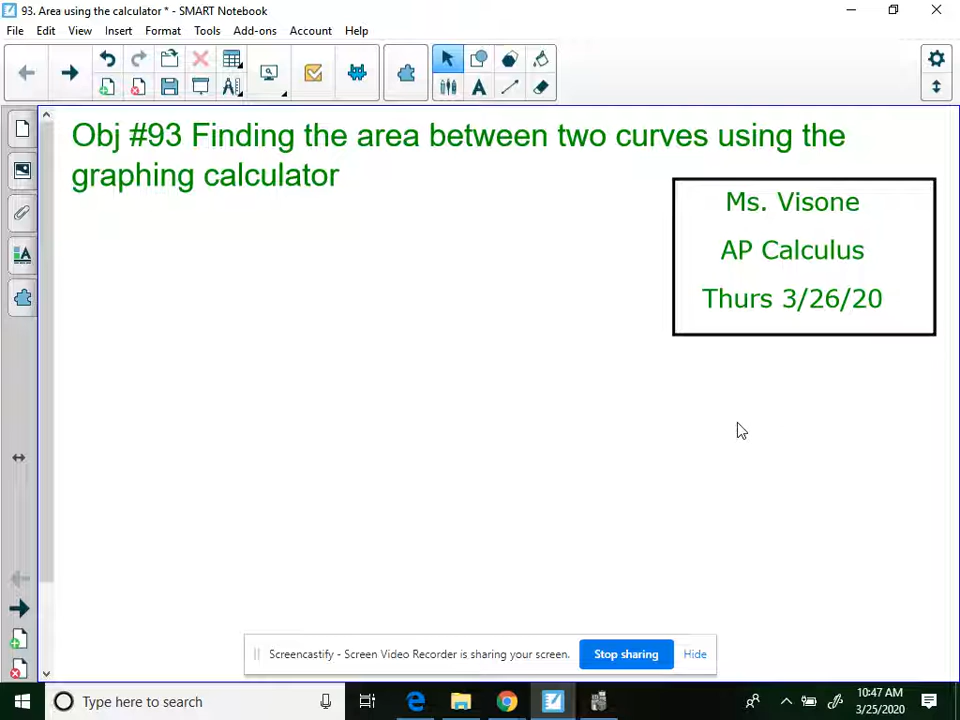 93. Area using the calculator * - SMART Notebook
File Edit View Insert Format Tools Add-ons Account Help
Obj #93 Finding the area between two curves using the
graphing calculator
Ms. Visone
AP Calculus
Thurs 3/26/20
Screencastify - Screen Video Recorder is sharing your screen. Stop sharing Hide
Type here to search
10:47 AM
3/25/2020